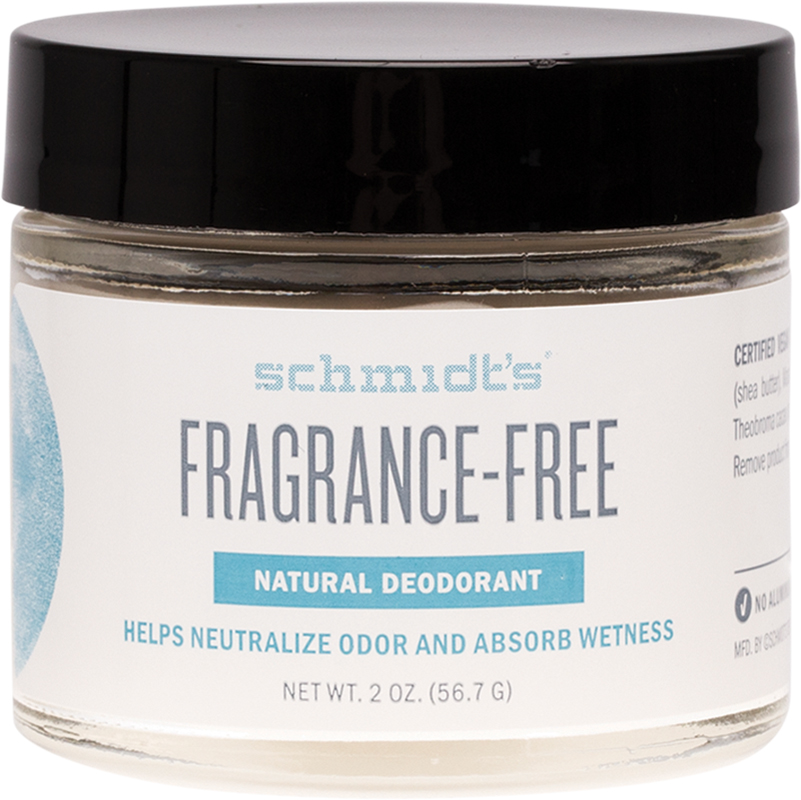 schmidt's®
FRAGRANCE-FREE
NATURAL DEODORANT
HELPS NEUTRALIZE ODOR AND ABSORB WETNESS
NET WT. 2 OZ. (56.7 G)
CERTIFIED
(shea butter),
Theobroma cacao
Remove product
NO
MFD. BY